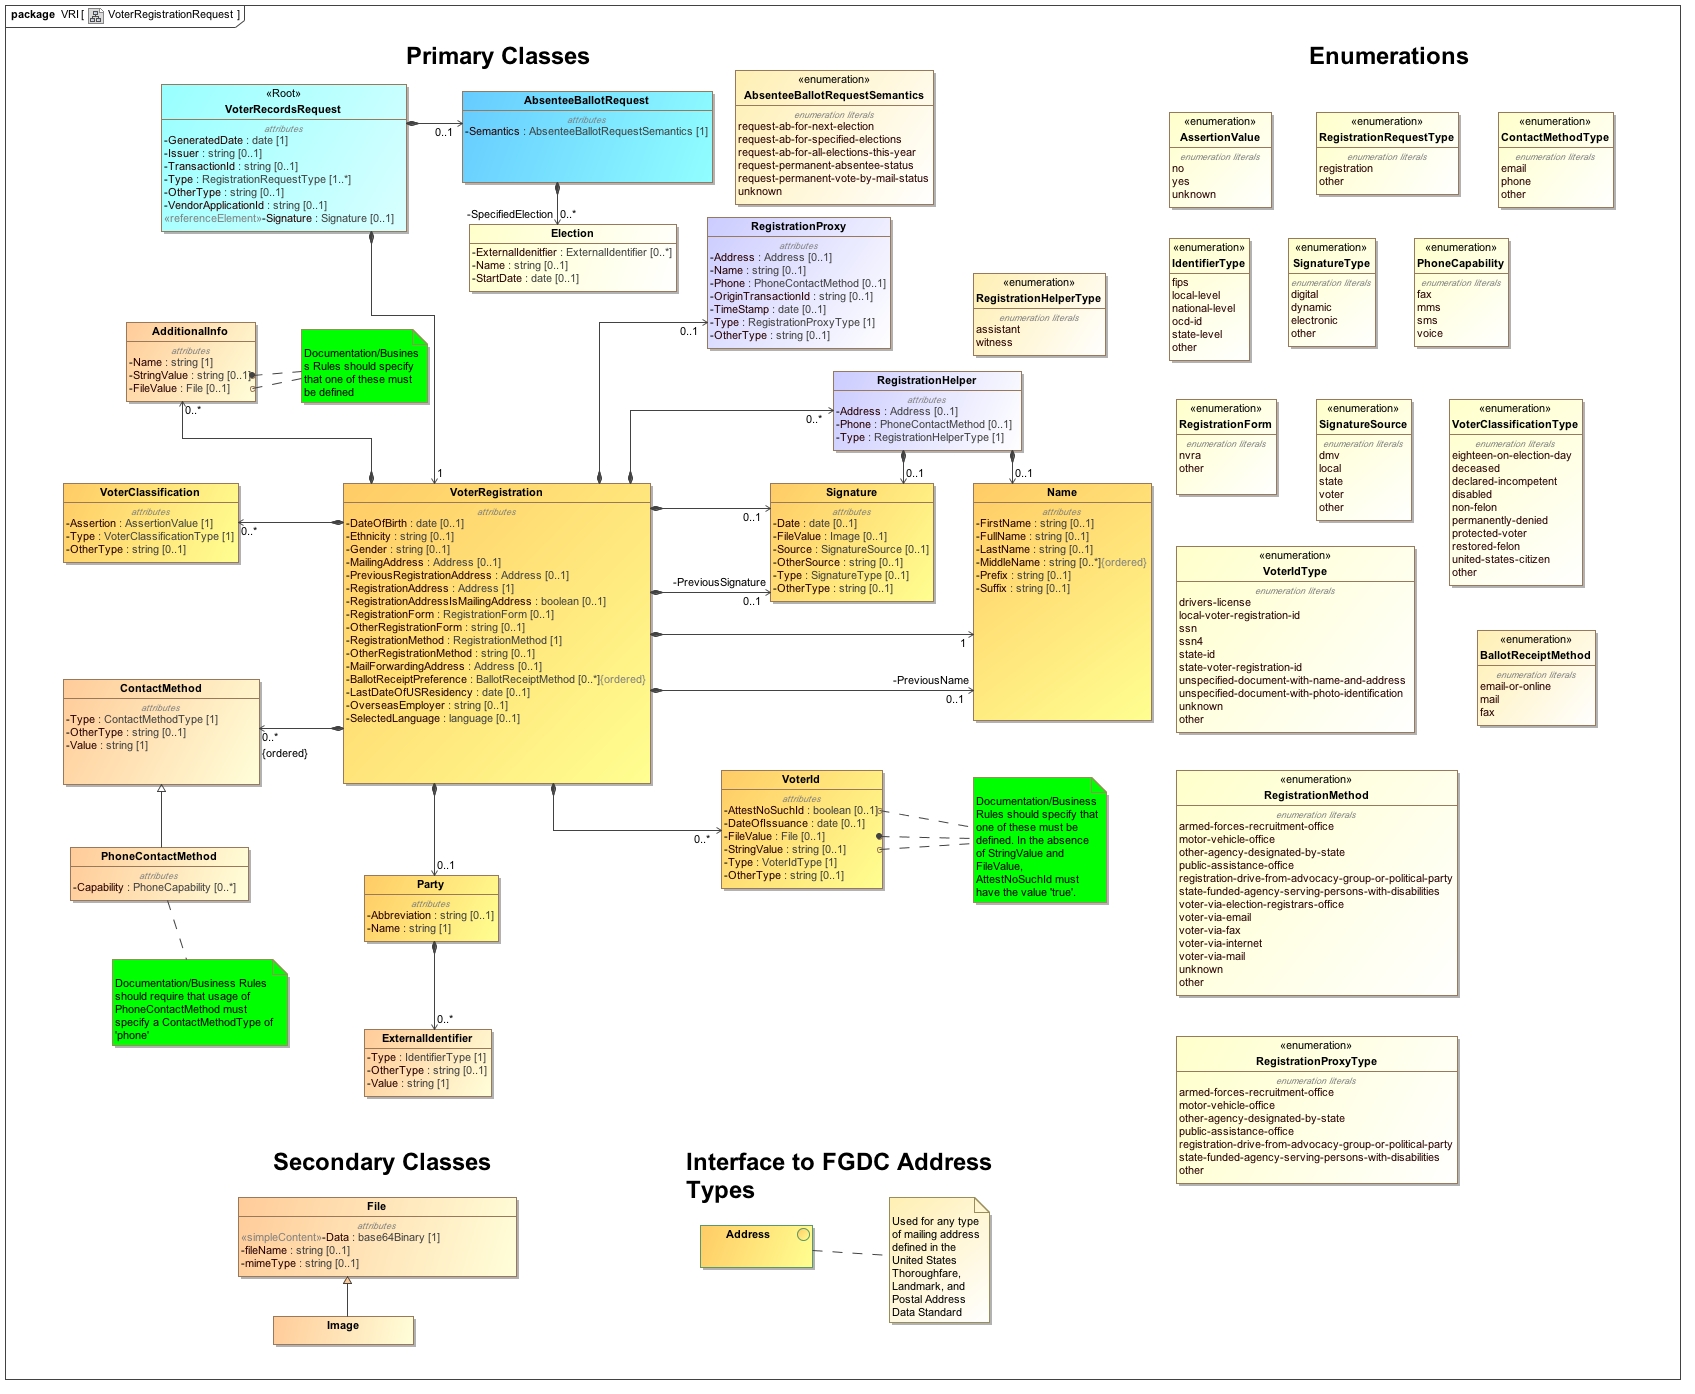 package VRI [ VoterRegistrationRequest ]
Primary Classes
«Root»
VoterRecordsRequest
attributes
-GeneratedDate : date [1]
-Issuer : string [0..1]
-TransactionId : string [0..1]
-Type : RegistrationRequestType [1..*]
-OtherType : string [0..1]
-VendorApplicationId : string [0..1]
«referenceElement»-Signature : Signature [0..1]
0..1
AbsenteeBallotRequest
attributes
-Semantics : AbsenteeBallotRequestSemantics [1]
-SpecifiedElection
0..*
Election
-ExternalIdenitfier : ExternalIdentifier [0..*]
-Name : string [0..1]
-StartDate : date [0..1]
«enumeration»
AbsenteeBallotRequestSemantics
enumeration literals
request-ab-for-next-election
request-ab-for-specified-elections
request-ab-for-all-elections-this-year
request-permanent-absentee-status
request-permanent-vote-by-mail-status
unknown
RegistrationProxy
attributes
-Address : Address [0..1]
-Name : string [0..1]
-Phone : PhoneContactMethod [0..1]
-OriginTransactionId : string [0..1]
-TimeStamp : date [0..1]
-Type : RegistrationProxyType [1]
-OtherType : string [0..1]
0..1
«enumeration»
RegistrationHelperType
enumeration literals
assistant
witness
AdditionalInfo
attributes
-Name : string [1]
-StringValue : string [0..1]
-FileValue : File [0..1]
0..*
Documentation/Busines
s Rules should specify
that one of these must
be defined
RegistrationHelper
attributes
-Address : Address [0..1]
-Phone : PhoneContactMethod [0..1]
-Type : RegistrationHelperType [1]
0..*
0..1
0..1
1
VoterClassification
attributes
-Assertion : AssertionValue [1]
-Type : VoterClassificationType [1]
-OtherType : string [0..1]
0..*
VoterRegistration
attributes
-DateOfBirth : date [0..1]
-Ethnicity : string [0..1]
-Gender : string [0..1]
-MailingAddress : Address [0..1]
-PreviousRegistrationAddress : Address [0..1]
-RegistrationAddress : Address [1]
-RegistrationAddressIsMailingAddress : boolean [0..1]
-RegistrationForm : RegistrationForm [0..1]
-OtherRegistrationForm : string [0..1]
-RegistrationMethod : RegistrationMethod [1]
-OtherRegistrationMethod : string [0..1]
-MailForwardingAddress : Address [0..1]
-BallotReceiptPreference : BallotReceiptMethod [0..*]{ordered}
-LastDateOfUSResidency : date [0..1]
-OverseasEmployer : string [0..1]
-SelectedLanguage : language [0..1]
0..1
-PreviousSignature
0..1
1
-PreviousName
0..1
Signature
attributes
-Date : date [0..1]
-FileValue : Image [0..1]
-Source : SignatureSource [0..1]
-OtherSource : string [0..1]
-Type : SignatureType [0..1]
-OtherType : string [0..1]
Name
attributes
-FirstName : string [0..1]
-FullName : string [0..1]
-LastName : string [0..1]
-MiddleName : string [0..*]{ordered}
-Prefix : string [0..1]
-Suffix : string [0..1]
ContactMethod
attributes
-Type : ContactMethodType [1]
-OtherType : string [0..1]
-Value : string [1]
0..*
{ordered}
PhoneContactMethod
attributes
-Capability : PhoneCapability [0..*]
Documentation/Business Rules
should require that usage of
PhoneContactMethod must
specify a ContactMethodType of
'phone'
0..1
Party
attributes
-Abbreviation : string [0..1]
-Name : string [1]
0..*
ExternalIdentifier
-Type : IdentifierType [1]
-OtherType : string [0..1]
-Value : string [1]
0..*
VoterId
attributes
-AttestNoSuchId : boolean [0..1]
-DateOfIssuance : date [0..1]
-FileValue : File [0..1]
-StringValue : string [0..1]
-Type : VoterIdType [1]
-OtherType : string [0..1]
Documentation/Business
Rules should specify that
one of these must be
defined. In the absence
of StringValue and
FileValue,
AttestNoSuchId must
have the value 'true'.
Secondary Classes
File
attributes
«simpleContent»-Data : base64Binary [1]
-fileName : string [0..1]
-mimeType : string [0..1]
Image
Interface to FGDC Address
Types
Address
Used for any type
of mailing address
defined in the
United States
Thoroughfare,
Landmark, and
Postal Address
Data Standard
Enumerations
«enumeration»
AssertionValue
enumeration literals
no
yes
unknown
«enumeration»
RegistrationRequestType
enumeration literals
registration
other
«enumeration»
ContactMethodType
enumeration literals
email
phone
other
«enumeration»
IdentifierType
enumeration literals
fips
local-level
national-level
ocd-id
state-level
other
«enumeration»
SignatureType
enumeration literals
digital
dynamic
electronic
other
«enumeration»
PhoneCapability
enumeration literals
fax
mms
sms
voice
«enumeration»
RegistrationForm
enumeration literals
nvra
other
«enumeration»
SignatureSource
enumeration literals
dmv
local
state
voter
other
«enumeration»
VoterClassificationType
enumeration literals
eighteen-on-election-day
deceased
declared-incompetent
disabled
non-felon
permanently-denied
protected-voter
restored-felon
united-states-citizen
other
«enumeration»
VoterIdType
enumeration literals
drivers-license
local-voter-registration-id
ssn
ssn4
state-id
state-voter-registration-id
unspecified-document-with-name-and-address
unspecified-document-with-photo-identification
unknown
other
«enumeration»
BallotReceiptMethod
enumeration literals
email-or-online
mail
fax
«enumeration»
RegistrationMethod
enumeration literals
armed-forces-recruitment-office
motor-vehicle-office
other-agency-designated-by-state
public-assistance-office
registration-drive-from-advocacy-group-or-political-party
state-funded-agency-serving-persons-with-disabilities
voter-via-election-registrars-office
voter-via-email
voter-via-fax
voter-via-internet
voter-via-mail
unknown
other
«enumeration»
RegistrationProxyType
enumeration literals
armed-forces-recruitment-office
motor-vehicle-office
other-agency-designated-by-state
public-assistance-office
registration-drive-from-advocacy-group-or-political-party
state-funded-agency-serving-persons-with-disabilities
other